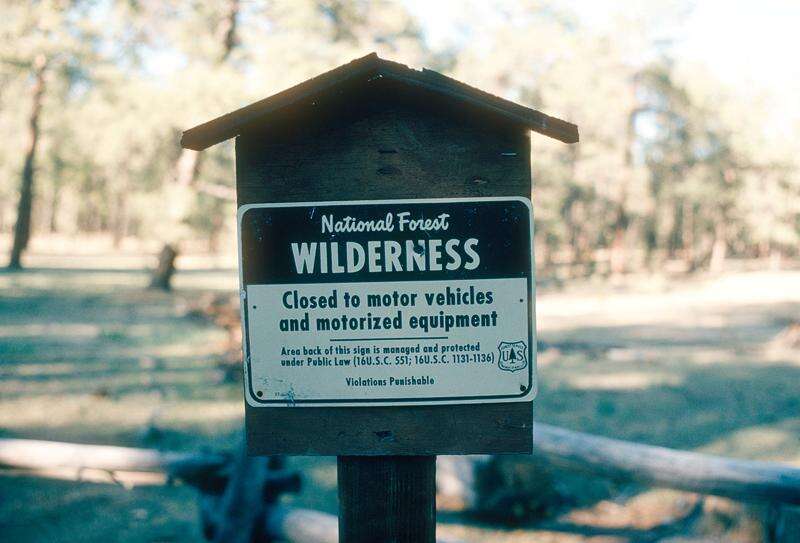 National Forest
WILDERNESS
Closed to motor vehicles
and motorized equipment
Area back of this sign is managed and protected
under Public Law (16U.S.C. 551; 16U.S.C. 1131-1136)
U S
Violations Punishable